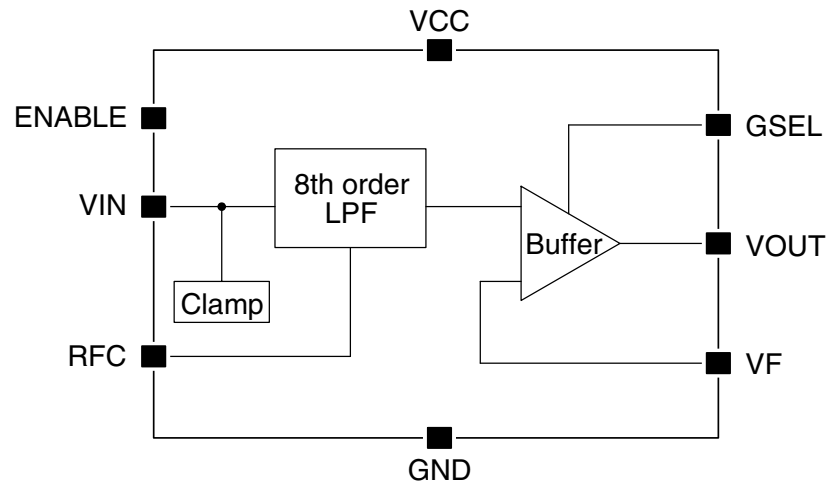 VCC
ENABLE
GSEL
VIN
8th order
LPF
Buffer
VOUT
Clamp
RFC
VF
GND